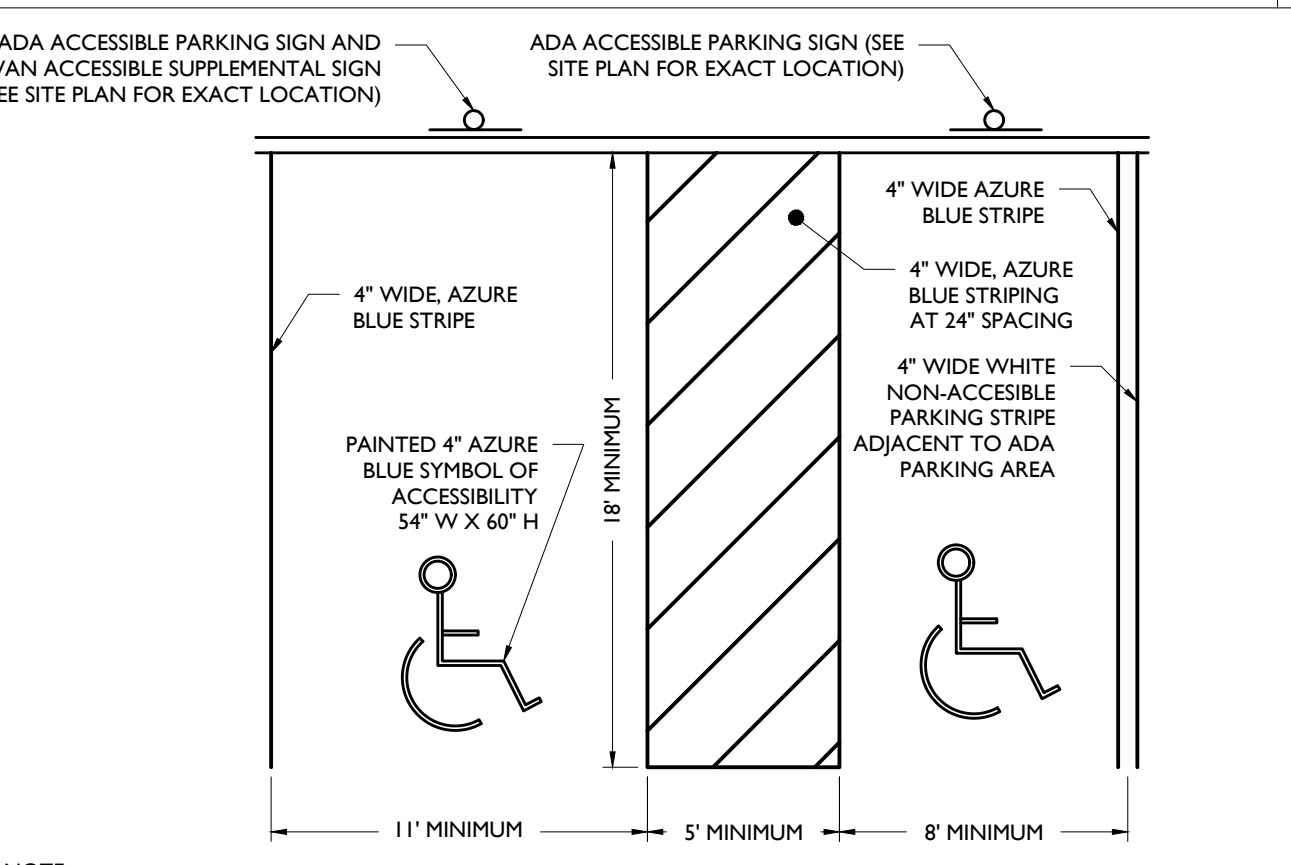 ADA ACCESSIBLE PARKING SIGN AND
VAN ACCESSIBLE SUPPLEMENTAL SIGN
SITE PLAN FOR EXACT LOCATION)
ADA ACCESSIBLE PARKING SIGN (SEE
SITE PLAN FOR EXACT LOCATION)
4" WIDE AZURE
BLUE STRIPE
4" WIDE, AZURE
BLUE STRIPING
AT 24" SPACING
4" WIDE, AZURE
BLUE STRIPE
4" WIDE WHITE
NON-ACCESIBLE
PARKING STRIPE
ADJACENT TO ADA
PARKING AREA
18' MINIMUM
PAINTED 4" AZURE
BLUE SYMBOL OF
ACCESSIBILITY
54" W X 60" H
11' MINIMUM
5' MINIMUM
8' MINIMUM